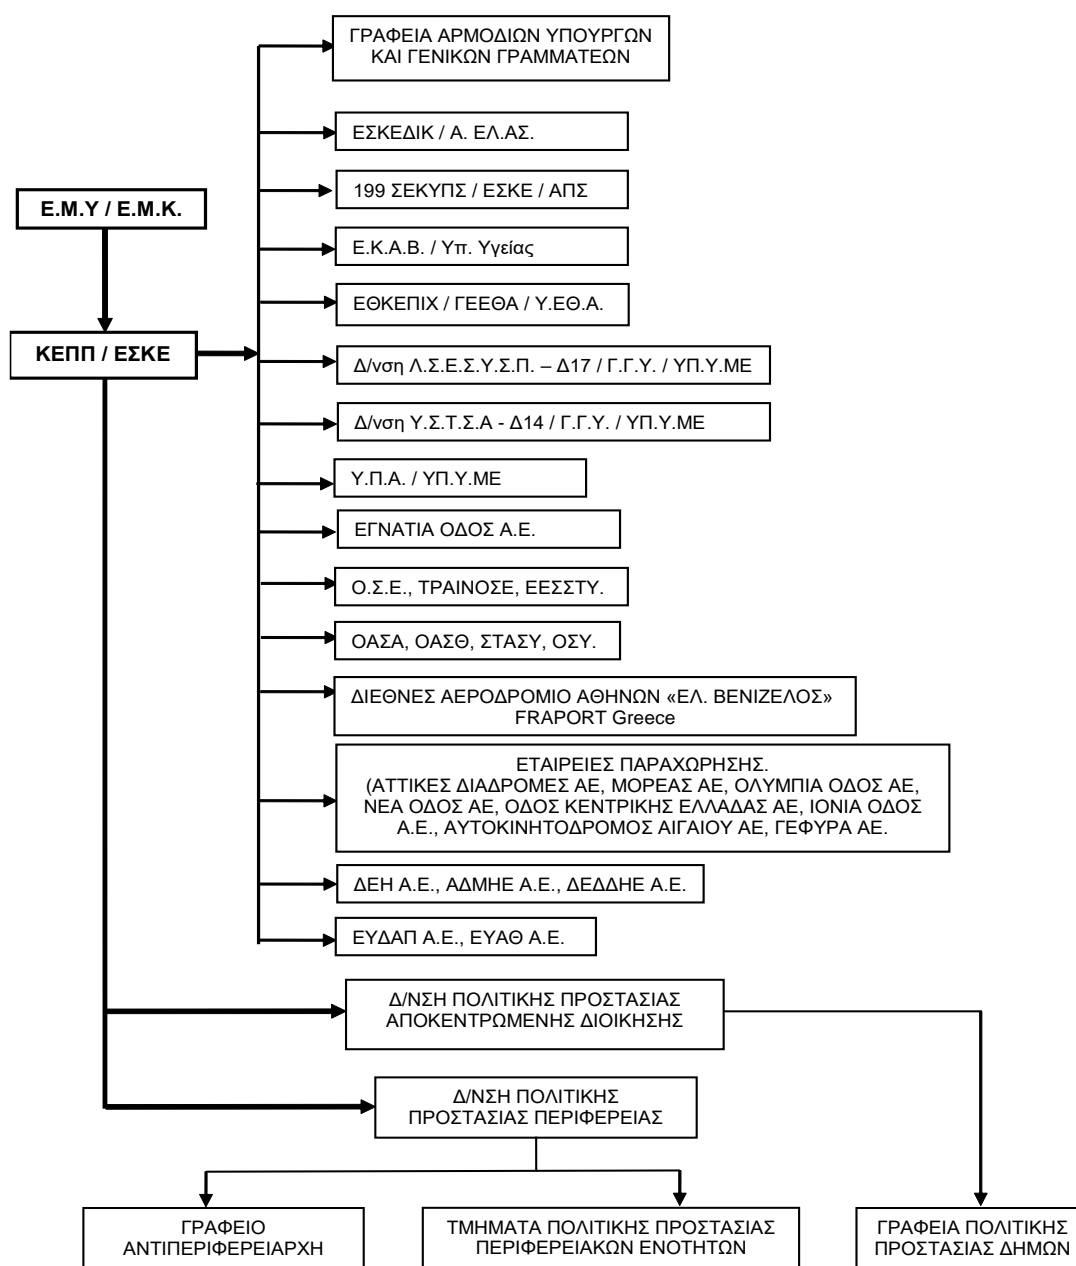 ΓΡΑΦΕΙΑ ΑΡΜΟΔΙΩΝ ΥΠΟΥΡΓΩΝ
ΚΑΙ ΓΕΝΙΚΩΝ ΓΡΑΜΜΑΤΕΩΝ
ΕΣΚΕΔΙΚ / Α. ΕΛ.ΑΣ.
199 ΣΕΚΥΠΣ / ΕΣΚΕ / ΑΠΣ
Ε.Μ.Υ / Ε.Μ.Κ.
Ε.Κ.Α.Β. / Υπ. Υγείας
ΕΘΚΕΠΙΧ / ΓΕΕΘΑ / Υ.ΕΘ.Α.
ΚΕΠΠ / ΕΣΚΕ
Δ/νση Λ.Σ.Ε.Σ.Υ.Σ.Π. – Δ17 / Γ.Γ.Υ. / ΥΠ.Υ.ΜΕ
Δ/νση Υ.Σ.Τ.Σ.Α - Δ14 / Γ.Γ.Υ. / ΥΠ.Υ.ΜΕ
Υ.Π.Α. / ΥΠ.Υ.ΜΕ
ΕΓΝΑΤΙΑ ΟΔΟΣ Α.Ε.
Ο.Σ.Ε., ΤΡΑΙΝΟΣΕ, ΕΕΣΣΤΥ.
ΟΑΣΑ, ΟΑΣΘ, ΣΤΑΣΥ, ΟΣΥ.
ΔΙΕΘΝΕΣ ΑΕΡΟΔΡΟΜΙΟ ΑΘΗΝΩΝ «ΕΛ. ΒΕΝΙΖΕΛΟΣ»
FRAPORT Greece
ΕΤΑΙΡΕΙΕΣ ΠΑΡΑΧΩΡΗΣΗΣ.
(ΑΤΤΙΚΕΣ ΔΙΑΔΡΟΜΕΣ ΑΕ, ΜΟΡΕΑΣ ΑΕ, ΟΛΥΜΠΙΑ ΟΔΟΣ ΑΕ,
ΝΕΑ ΟΔΟΣ ΑΕ, ΟΔΟΣ ΚΕΝΤΡΙΚΗΣ ΕΛΛΑΔΑΣ ΑΕ, ΙΟΝΙΑ ΟΔΟΣ
Α.Ε., ΑΥΤΟΚΙΝΗΤΟΔΡΟΜΟΣ ΑΙΓΑΙΟΥ ΑΕ, ΓΕΦΥΡΑ ΑΕ.
ΔΕΗ Α.Ε., ΑΔΜΗΕ Α.Ε., ΔΕΔΔΗΕ Α.Ε.
ΕΥΔΑΠ Α.Ε., ΕΥΑΘ Α.Ε.
Δ/ΝΣΗ ΠΟΛΙΤΙΚΗΣ ΠΡΟΣΤΑΣΙΑΣ
ΑΠΟΚΕΝΤΡΩΜΕΝΗΣ ΔΙΟΙΚΗΣΗΣ
Δ/ΝΣΗ ΠΟΛΙΤΙΚΗΣ
ΠΡΟΣΤΑΣΙΑΣ ΠΕΡΙΦΕΡΕΙΑΣ
ΓΡΑΦΕΙΟ
ΑΝΤΙΠΕΡΙΦΕΡΕΙΑΡΧΗ
ΤΜΗΜΑΤΑ ΠΟΛΙΤΙΚΗΣ ΠΡΟΣΤΑΣΙΑΣ
ΠΕΡΙΦΕΡΕΙΑΚΩΝ ΕΝΟΤΗΤΩΝ
ΓΡΑΦΕΙΑ ΠΟΛΙΤΙΚΗΣ
ΠΡΟΣΤΑΣΙΑΣ ΔΗΜΩΝ